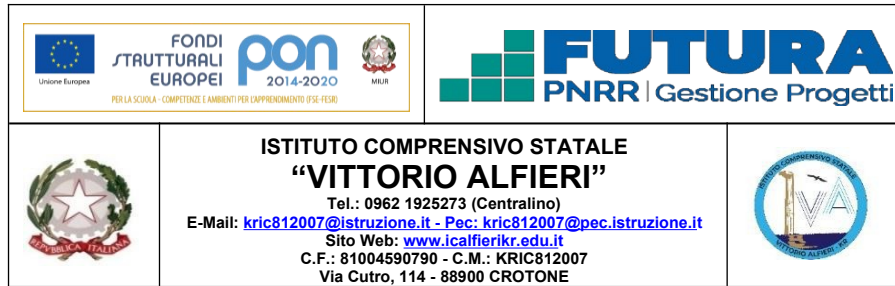 Unione Europea
FONDI
STRUTTURALI
EUROPEI
pon
2014-2020
MIUR
PER LA SCUOLA - COMPETENZE E AMBIENTI PER L'APPRENDIMENTO (FSE-FESR)
FUTURA
PNRR | Gestione Progetti
REPVBBLICA ITALIANA
ISTITUTO COMPRENSIVO STATALE
“VITTORIO ALFIERI”
Tel.: 0962 1925273 (Centralino)
E-Mail: kric812007@istruzione.it - Pec: kric812007@pec.istruzione.it
Sito Web: www.icalfierikr.edu.it
C.F.: 81004590790 - C.M.: KRIC812007
Via Cutro, 114 - 88900 CROTONE
ISTITUTO COMPRENSIVO STATALE
IVA
VITTORIO ALFIERI - KR